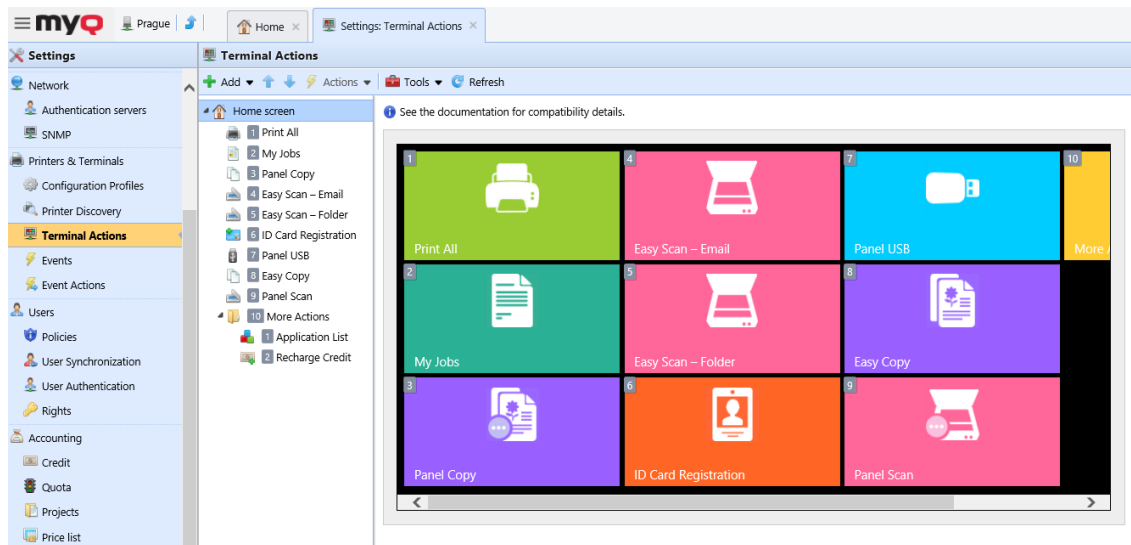 myQ
Prague
Home
Settings: Terminal Actions
Settings
Network
Authentication servers
SNMP
Printers & Terminals
Configuration Profiles
Printer Discovery
Terminal Actions
Events
Event Actions
Users
Policies
User Synchronization
User Authentication
Rights
Accounting
Credit
Quota
Projects
Price list
Terminal Actions
Add
Actions
Tools
Refresh
Home screen
1 Print All
2 My Jobs
3 Panel Copy
4 Easy Scan – Email
5 Easy Scan – Folder
6 ID Card Registration
7 Panel USB
8 Easy Copy
9 Panel Scan
10 More Actions
1 Application List
2 Recharge Credit
See the documentation for compatibility details.
1
Print All
4
Easy Scan – Email
7
Panel USB
10
More A
2
My Jobs
5
Easy Scan – Folder
8
Easy Copy
3
Panel Copy
6
ID Card Registration
9
Panel Scan